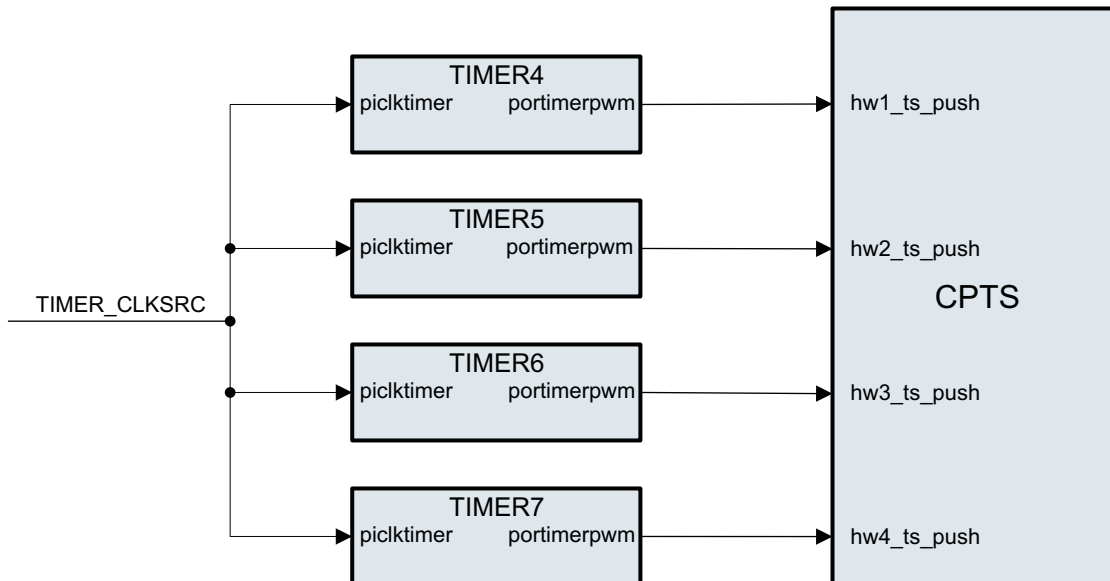 TIMER4
piclktimer portimerpwm
hw1_ts_push
TIMER5
piclktimer portimerpwm
hw2_ts_push
CPTS
TIMER_CLKSRC
TIMER6
piclktimer portimerpwm
hw3_ts_push
TIMER7
piclktimer portimerpwm
hw4_ts_push